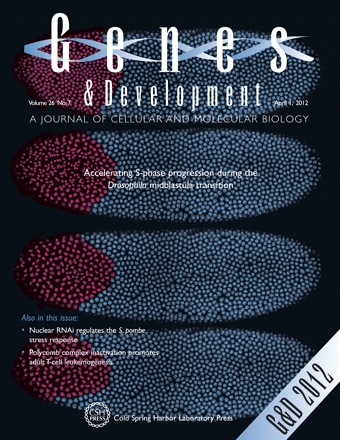 Genes
& Development
Volume 26 No. 7
April 1, 2012
A JOURNAL OF CELLULAR AND MOLECULAR BIOLOGY
Accelerating S-phase progression during the
Drosophila midblastula transition
Also in this issue:
• Nuclear RNAi regulates the S. pombe
stress response
• Polycomb complex inactivation promotes
adult T-cell leukemogenesis
CSH
PRESS
Cold Spring Harbor Laboratory Press
G&D 2012